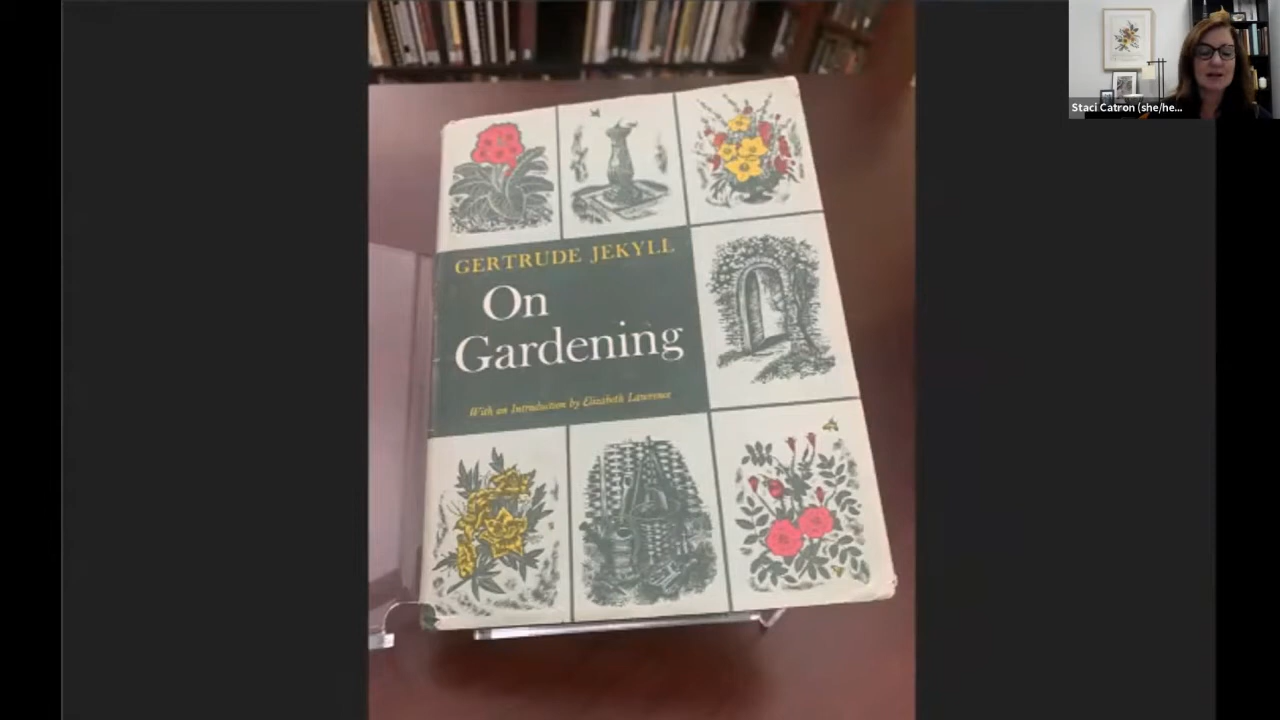 Staci Catron (she/he...
GERTRUDE JEKYLL
On
Gardening
With an Introduction by Elizabeth Lawrence